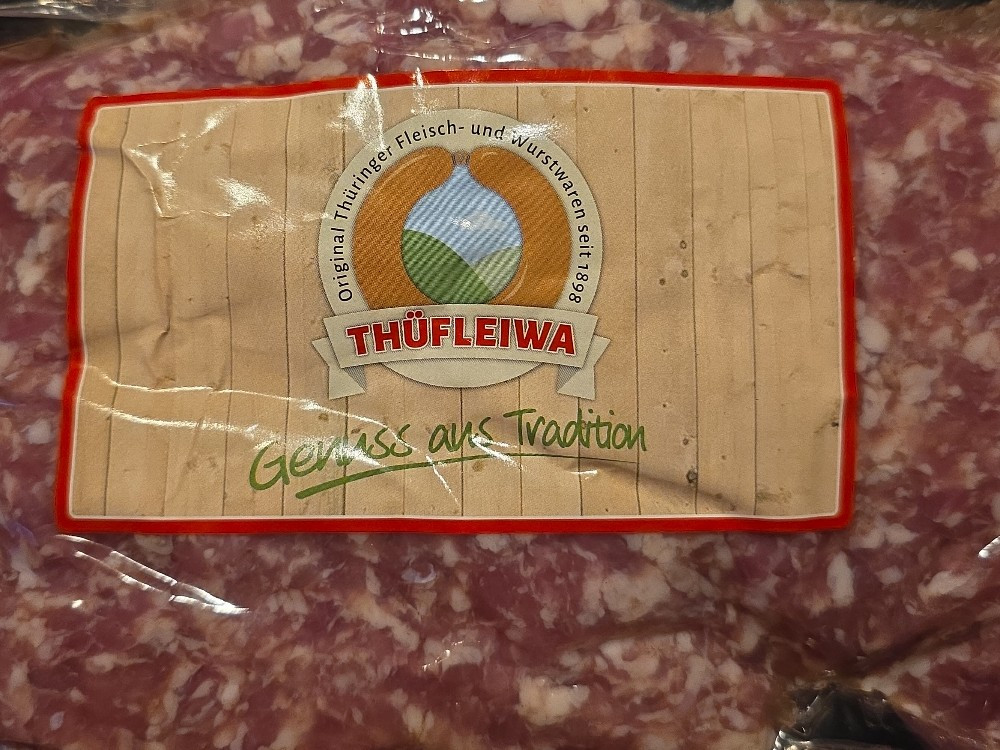 Original Thüringer Fleisch- und Wurstwaren seit 1898
THÜFLEIWA
Genuss aus Tradition